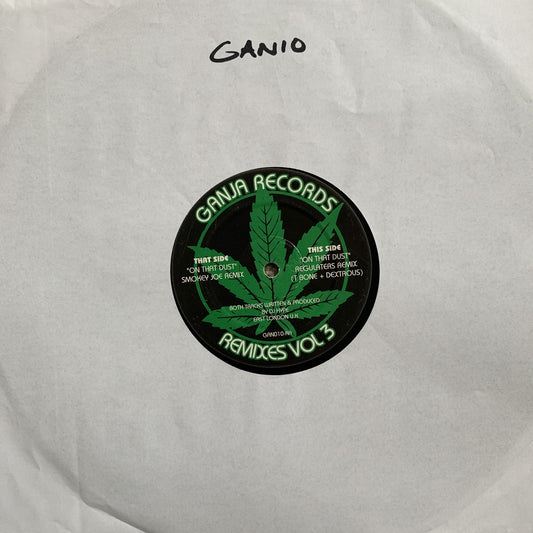 GAN10
GANJA RECORDS
THAT SIDE
"ON THAT DUST"
SMOKEY JOE REMIX
THIS SIDE
"ON THAT DUST"
REGULATERS REMIX
(T BONE + DEXTROUS)
BOTH TRACKS WRITTEN & PRODUCED
BY DJ HYPE
EAST LONDON U.K
REMIXES VOL 3